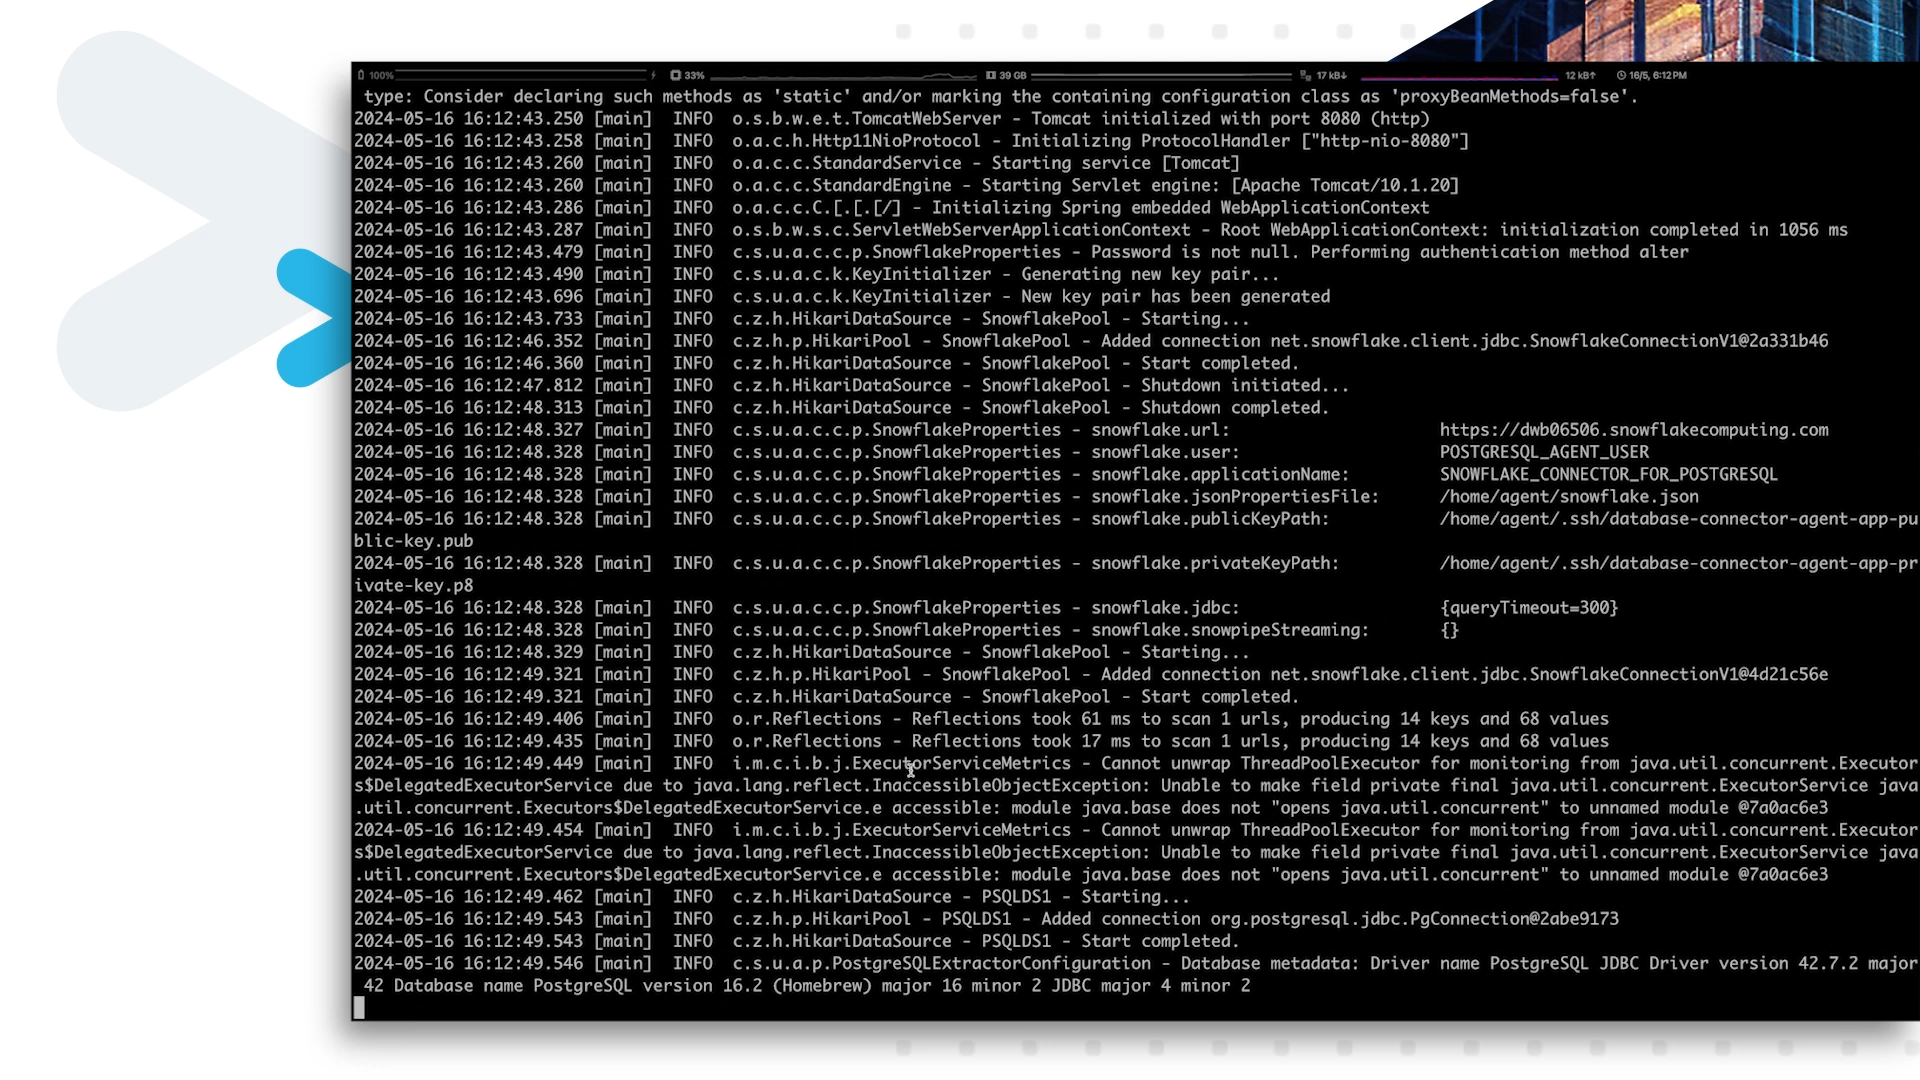 100% 33% 39 GB 17 kB↓ 12 kB↑ 16/5, 6:12PM
type: Consider declaring such methods as 'static' and/or marking the containing configuration class as 'proxyBeanMethods=false'.
2024-05-16 16:12:43.250 [main]  INFO  o.s.b.w.e.t.TomcatWebServer - Tomcat initialized with port 8080 (http)
2024-05-16 16:12:43.258 [main]  INFO  o.a.c.h.Http11NioProtocol - Initializing ProtocolHandler ["http-nio-8080"]
2024-05-16 16:12:43.260 [main]  INFO  o.a.c.c.StandardService - Starting service [Tomcat]
2024-05-16 16:12:43.260 [main]  INFO  o.a.c.c.StandardEngine - Starting Servlet engine: [Apache Tomcat/10.1.20]
2024-05-16 16:12:43.286 [main]  INFO  o.a.c.c.C.[.[.[/] - Initializing Spring embedded WebApplicationContext
2024-05-16 16:12:43.287 [main]  INFO  o.s.b.w.s.c.ServletWebServerApplicationContext - Root WebApplicationContext: initialization completed in 1056 ms
2024-05-16 16:12:43.479 [main]  INFO  c.s.u.a.c.c.p.SnowflakeProperties - Password is not null. Performing authentication method alter
2024-05-16 16:12:43.490 [main]  INFO  c.s.u.a.c.k.KeyInitializer - Generating new key pair...
2024-05-16 16:12:43.696 [main]  INFO  c.s.u.a.c.k.KeyInitializer - New key pair has been generated
2024-05-16 16:12:43.733 [main]  INFO  c.z.h.HikariDataSource - SnowflakePool - Starting...
2024-05-16 16:12:46.352 [main]  INFO  c.z.h.p.HikariPool - SnowflakePool - Added connection net.snowflake.client.jdbc.SnowflakeConnectionV1@2a331b46
2024-05-16 16:12:46.360 [main]  INFO  c.z.h.HikariDataSource - SnowflakePool - Start completed.
2024-05-16 16:12:47.812 [main]  INFO  c.z.h.HikariDataSource - SnowflakePool - Shutdown initiated...
2024-05-16 16:12:48.313 [main]  INFO  c.z.h.HikariDataSource - SnowflakePool - Shutdown completed.
2024-05-16 16:12:48.327 [main]  INFO  c.s.u.a.c.c.p.SnowflakeProperties - snowflake.url: https://dwb06506.snowflakecomputing.com
2024-05-16 16:12:48.328 [main]  INFO  c.s.u.a.c.c.p.SnowflakeProperties - snowflake.user: POSTGRESQL_AGENT_USER
2024-05-16 16:12:48.328 [main]  INFO  c.s.u.a.c.c.p.SnowflakeProperties - snowflake.applicationName: SNOWFLAKE_CONNECTOR_FOR_POSTGRESQL
2024-05-16 16:12:48.328 [main]  INFO  c.s.u.a.c.c.p.SnowflakeProperties - snowflake.jsonPropertiesFile: /home/agent/snowflake.json
2024-05-16 16:12:48.328 [main]  INFO  c.s.u.a.c.c.p.SnowflakeProperties - snowflake.publicKeyPath: /home/agent/.ssh/database-connector-agent-app-pu
blic-key.pub
2024-05-16 16:12:48.328 [main]  INFO  c.s.u.a.c.c.p.SnowflakeProperties - snowflake.privateKeyPath: /home/agent/.ssh/database-connector-agent-app-pr
ivate-key.p8
2024-05-16 16:12:48.328 [main]  INFO  c.s.u.a.c.c.p.SnowflakeProperties - snowflake.jdbc: {queryTimeout=300}
2024-05-16 16:12:48.328 [main]  INFO  c.s.u.a.c.c.p.SnowflakeProperties - snowflake.snowpipeStreaming: {}
2024-05-16 16:12:48.329 [main]  INFO  c.z.h.HikariDataSource - SnowflakePool - Starting...
2024-05-16 16:12:49.321 [main]  INFO  c.z.h.p.HikariPool - SnowflakePool - Added connection net.snowflake.client.jdbc.SnowflakeConnectionV1@4d21c56e
2024-05-16 16:12:49.321 [main]  INFO  c.z.h.HikariDataSource - SnowflakePool - Start completed.
2024-05-16 16:12:49.406 [main]  INFO  o.r.Reflections - Reflections took 61 ms to scan 1 urls, producing 14 keys and 68 values
2024-05-16 16:12:49.435 [main]  INFO  o.r.Reflections - Reflections took 17 ms to scan 1 urls, producing 14 keys and 68 values
2024-05-16 16:12:49.449 [main]  INFO  i.m.c.i.b.j.ExecutorServiceMetrics - Cannot unwrap ThreadPoolExecutor for monitoring from java.util.concurrent.Executor
s$DelegatedExecutorService due to java.lang.reflect.InaccessibleObjectException: Unable to make field private final java.util.concurrent.ExecutorService java
.util.concurrent.Executors$DelegatedExecutorService.e accessible: module java.base does not "opens java.util.concurrent" to unnamed module @7a0ac6e3
2024-05-16 16:12:49.454 [main]  INFO  i.m.c.i.b.j.ExecutorServiceMetrics - Cannot unwrap ThreadPoolExecutor for monitoring from java.util.concurrent.Executor
s$DelegatedExecutorService due to java.lang.reflect.InaccessibleObjectException: Unable to make field private final java.util.concurrent.ExecutorService java
.util.concurrent.Executors$DelegatedExecutorService.e accessible: module java.base does not "opens java.util.concurrent" to unnamed module @7a0ac6e3
2024-05-16 16:12:49.462 [main]  INFO  c.z.h.HikariDataSource - PSQLDS1 - Starting...
2024-05-16 16:12:49.543 [main]  INFO  c.z.h.p.HikariPool - PSQLDS1 - Added connection org.postgresql.jdbc.PgConnection@2abe9173
2024-05-16 16:12:49.543 [main]  INFO  c.z.h.HikariDataSource - PSQLDS1 - Start completed.
2024-05-16 16:12:49.546 [main]  INFO  c.s.u.a.p.PostgreSQLExtractorConfiguration - Database metadata: Driver name PostgreSQL JDBC Driver version 42.7.2 major
42 Database name PostgreSQL version 16.2 (Homebrew) major 16 minor 2 JDBC major 4 minor 2